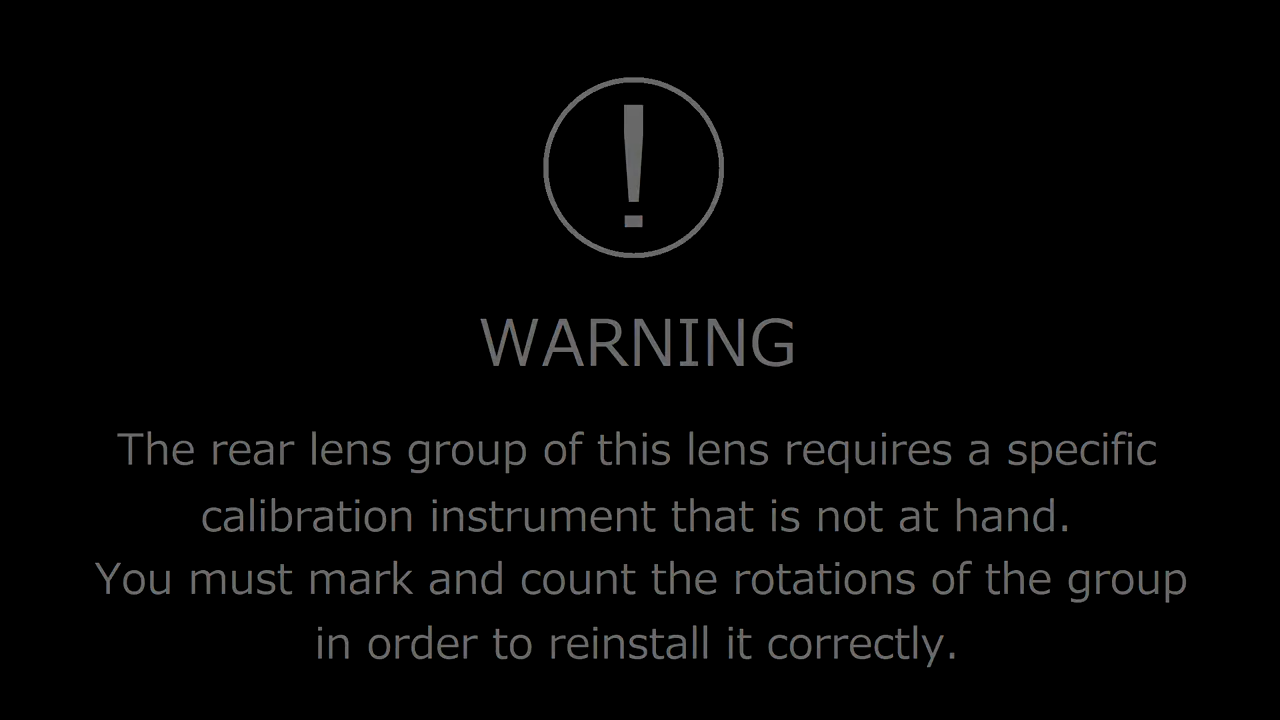 !
WARNING
The rear lens group of this lens requires a specific
calibration instrument that is not at hand.
You must mark and count the rotations of the group
in order to reinstall it correctly.